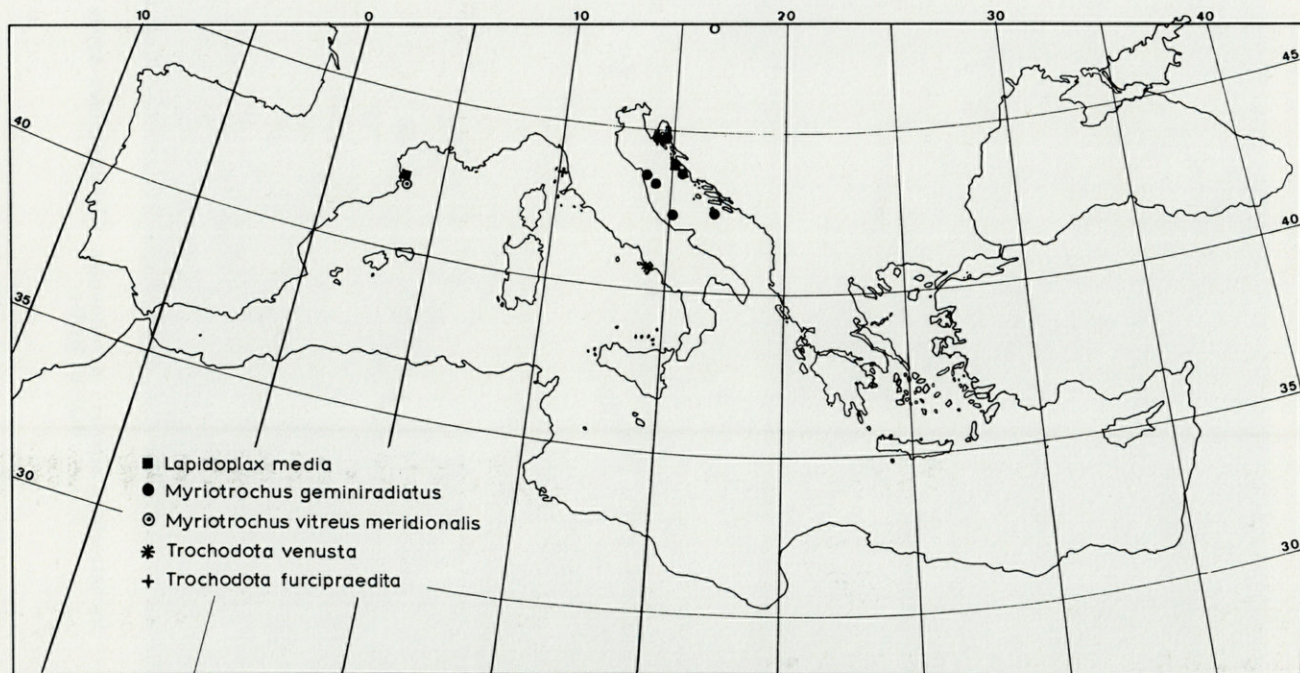 10 0 10 20 30 40
45
40
40
35
35
30
30
Lapidoplax media
Myriotrochus geminiradiatus
Myriotrochus vitreus meridionalis
Trochodota venusta
Trochodota furcipraedita